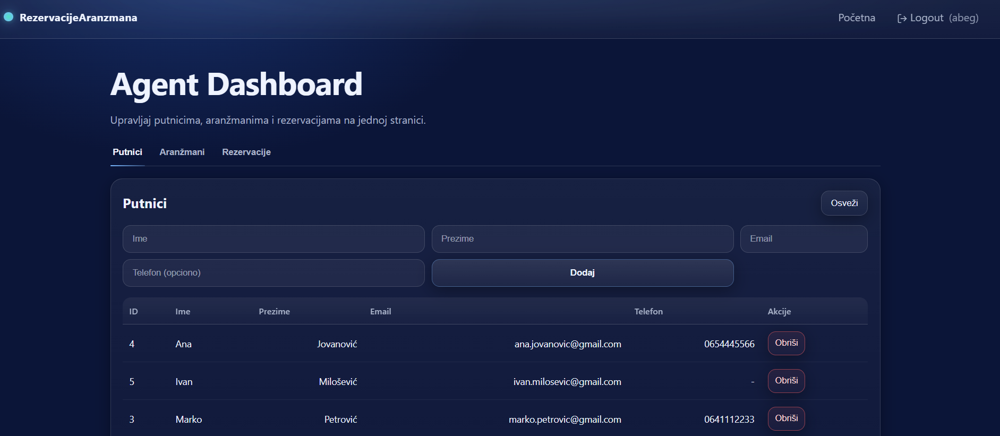 RezervacijeAranzmana Početna Logout (abeg)
Agent Dashboard
Upravljaj putnicima, aranžmanima i rezervacijama na jednoj stranici.
Putnici Aranžmani Rezervacije
Putnici Osveži
Ime Prezime Email
Telefon (opciono) Dodaj
ID Ime Prezime Email Telefon Akcije
4 Ana Jovanović ana.jovanovic@gmail.com 0654445566 Obriši
5 Ivan Milošević ivan.milosevic@gmail.com - Obriši
3 Marko Petrović marko.petrovic@gmail.com 0641112233 Obriši